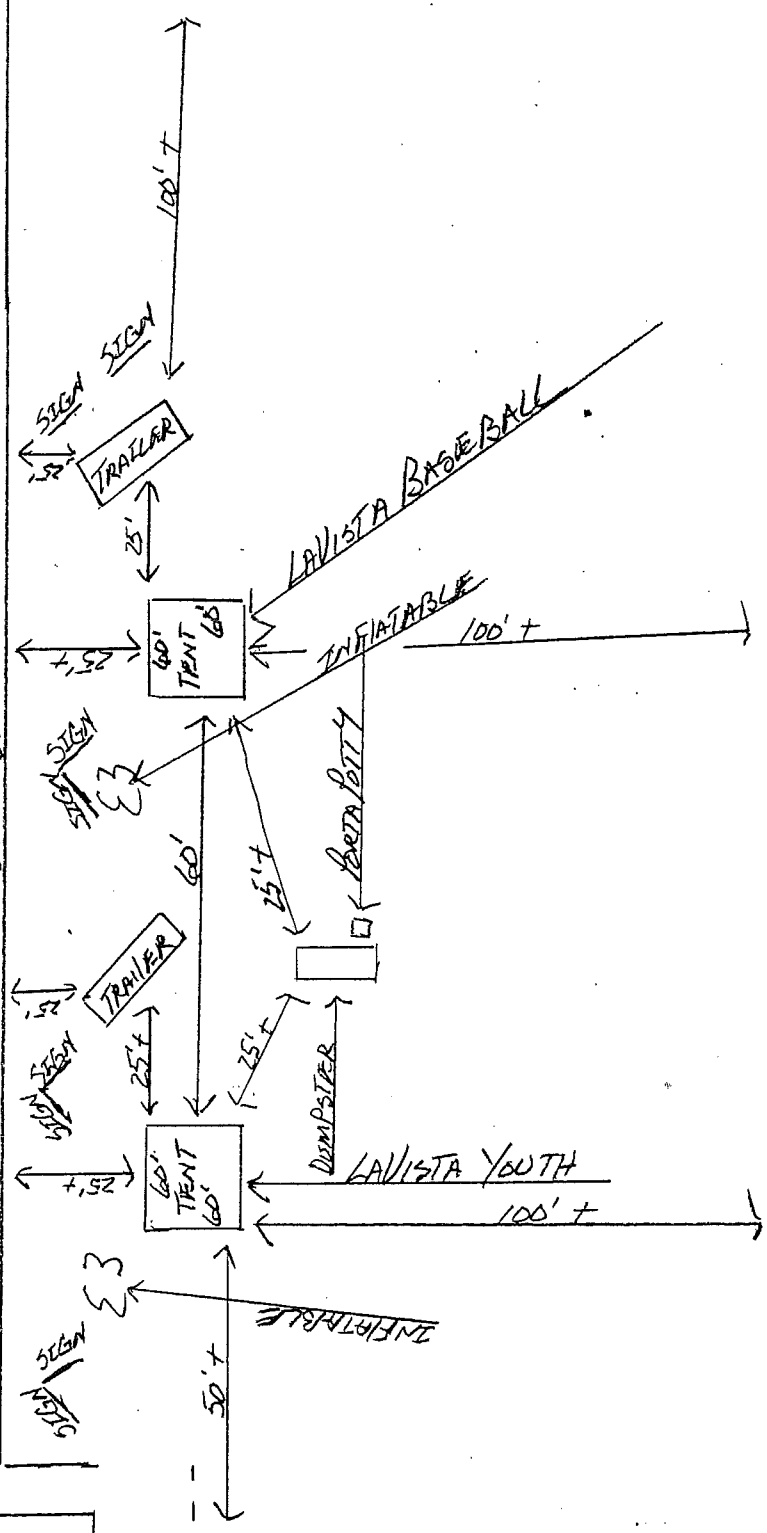 100' +
SIGN SIGN
25'
TRAILER
25'
LAVISTA BASEBALL
25'+
60'
TENT
60'
INFLATABLE
100' +
SIGN SIGN
60'
25'+
PORTA POTTY
25'
TRAILER
SIGN SIGN
25'+
25'+
DUMPSTER
25'+
60'
TENT
60'
LAVISTA YOUTH
100' +
INFLATABLE
SIGN SIGN
50' +